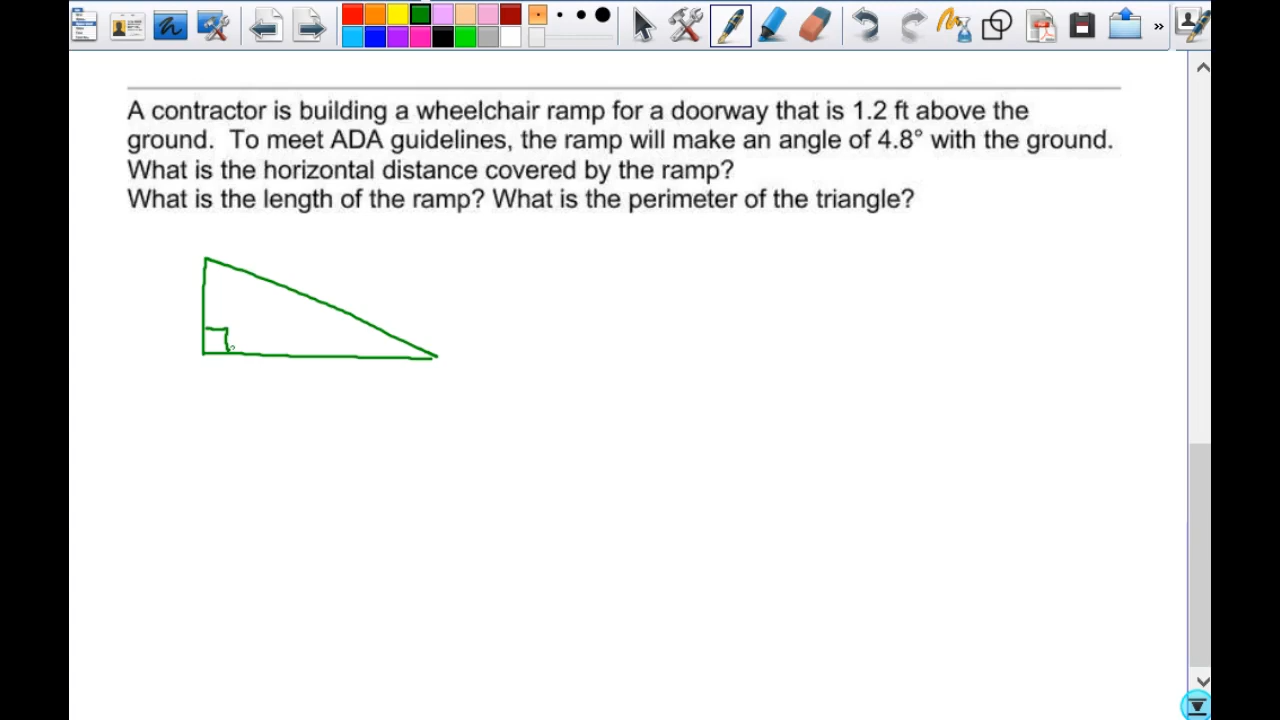 A contractor is building a wheelchair ramp for a doorway that is 1.2 ft above the
ground. To meet ADA guidelines, the ramp will make an angle of 4.8° with the ground.
What is the horizontal distance covered by the ramp?
What is the length of the ramp? What is the perimeter of the triangle?